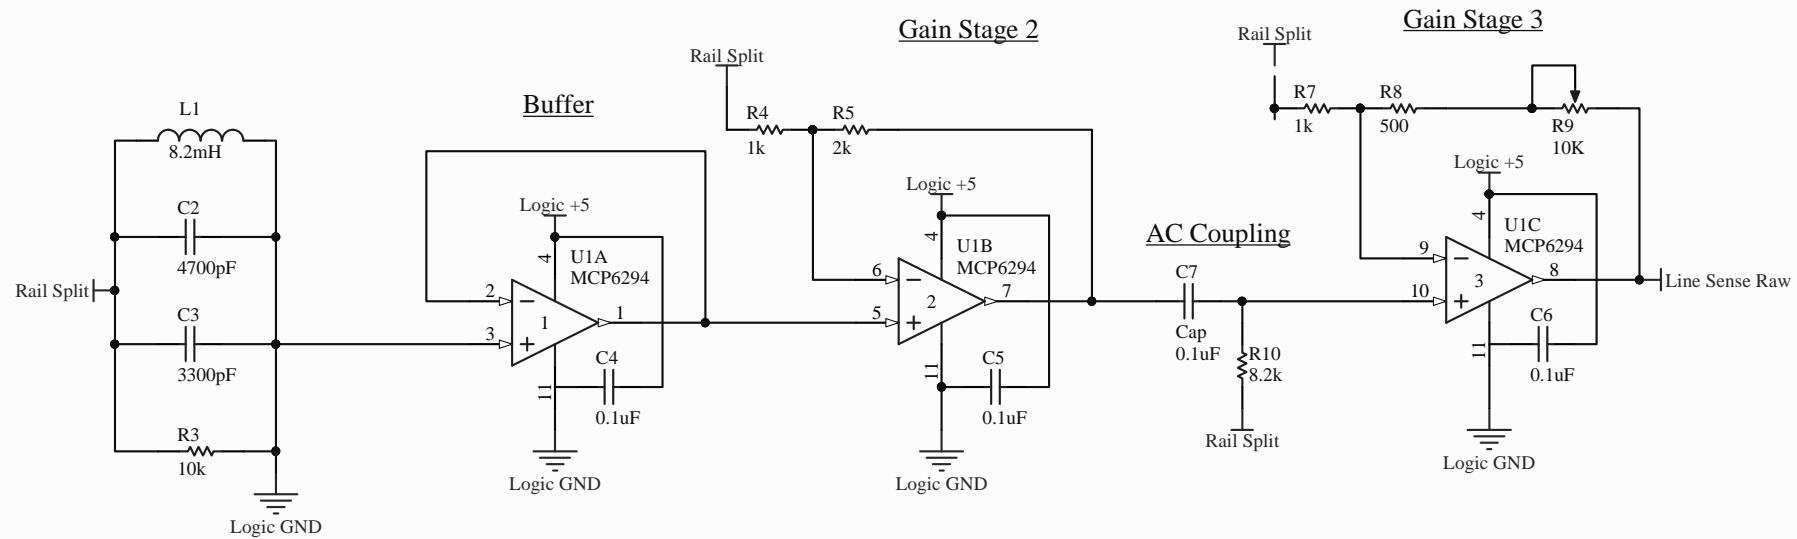 Gain Stage 2
Gain Stage 3
Rail Split
Rail Split
Buffer
AC Coupling
L1
8.2mH
C2
4700pF
Rail Split
C3
3300pF
R3
10k
Logic GND
Logic +5
4
U1A
MCP6294
2
3
1
1
11
C4
0.1uF
Logic GND
R4
1k
R5
2k
Logic +5
4
U1B
MCP6294
6
5
2
7
11
C5
0.1uF
Logic GND
C7
Cap
0.1uF
R10
8.2k
Rail Split
R7
1k
R8
500
R9
10K
Logic +5
4
U1C
MCP6294
9
10
3
8
Line Sense Raw
11
C6
0.1uF
Logic GND